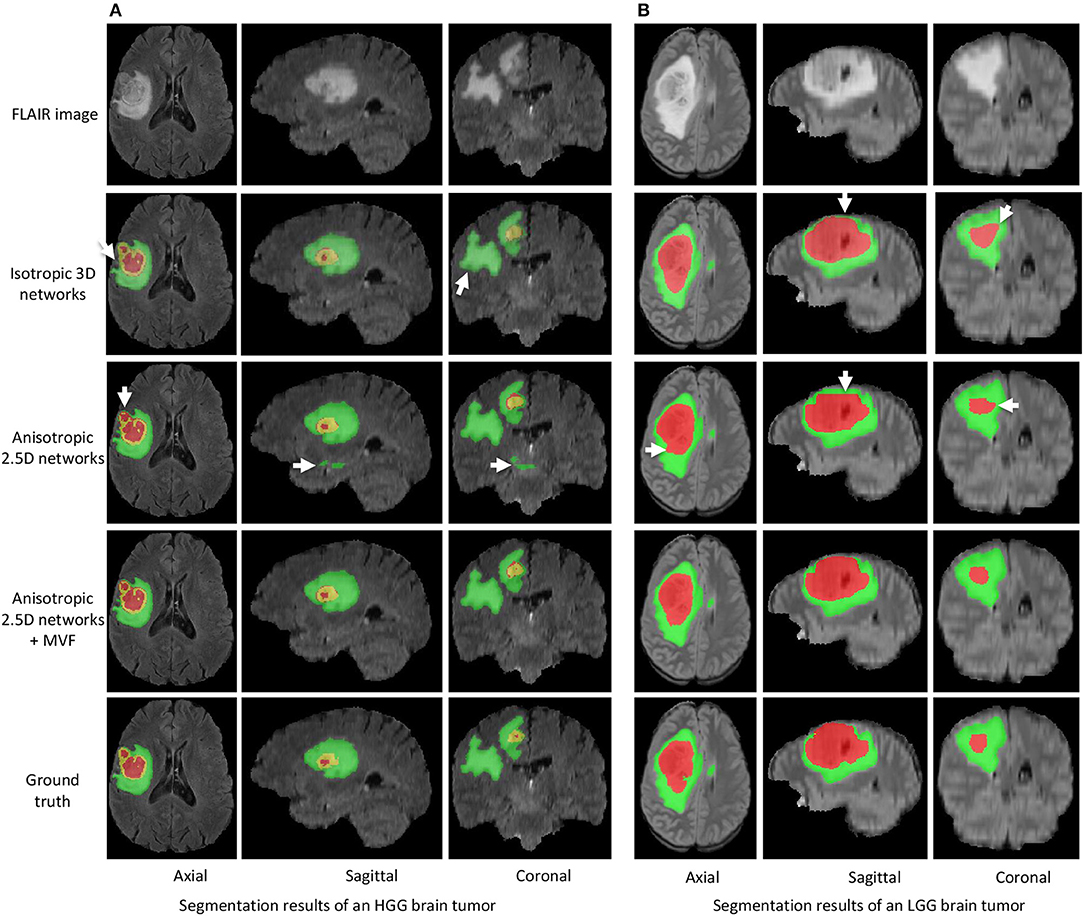 A
B
FLAIR image
Isotropic 3D
networks
Anisotropic
2.5D networks
Anisotropic
2.5D networks
+ MVF
Ground
truth
Axial
Sagittal
Coronal
Axial
Sagittal
Coronal
Segmentation results of an HGG brain tumor
Segmentation results of an LGG brain tumor